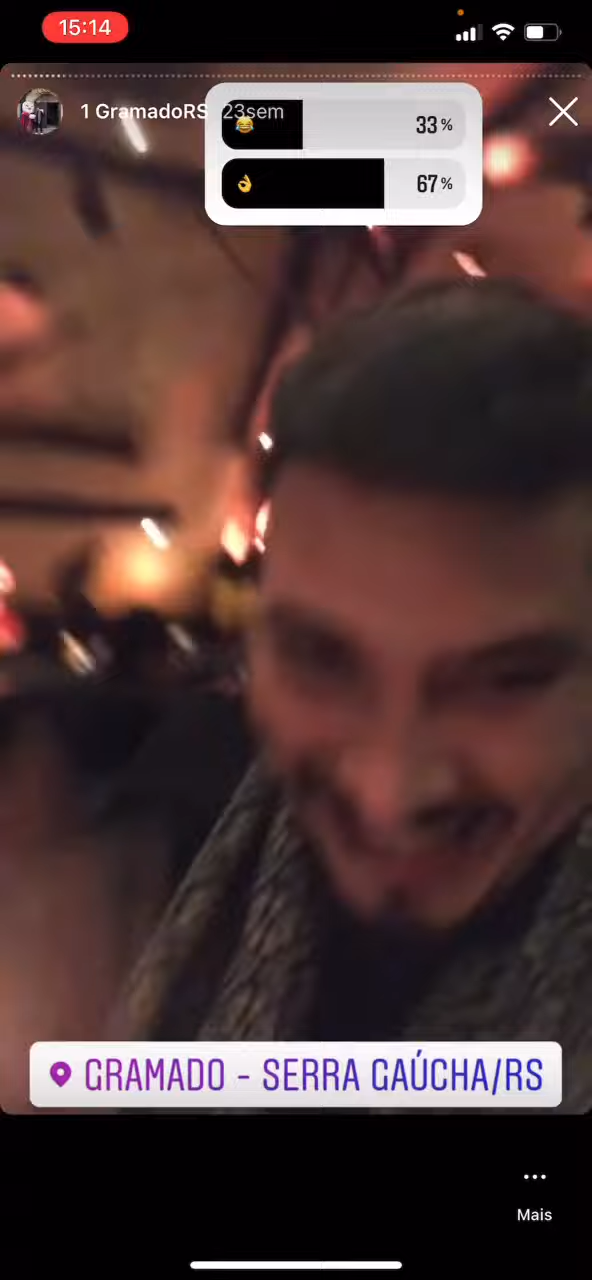 15:14
1 GramadoRS 23sem
😂 33%
👌 67%
GRAMADO - SERRA GAÚCHA/RS
Mais